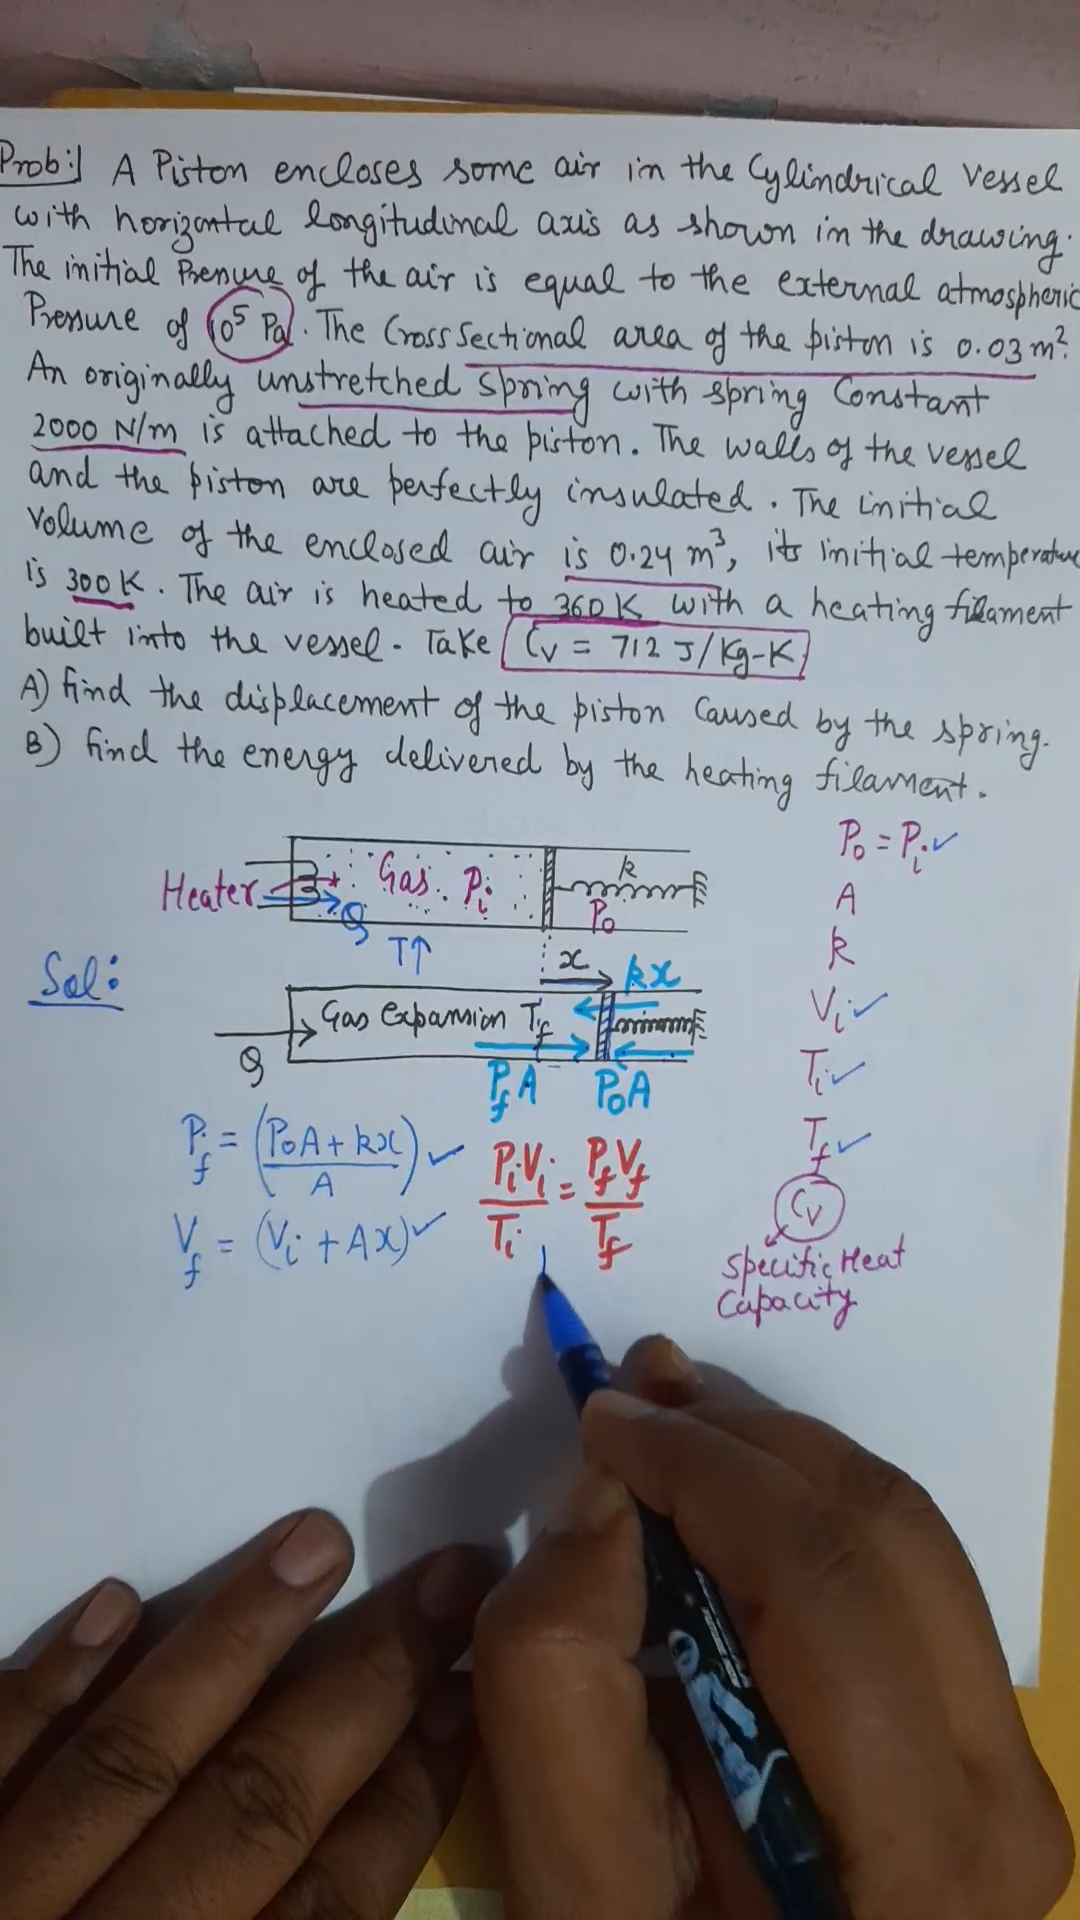 Prob:] A Piston encloses some air in the Cylindrical Vessel
with horizontal longitudinal axis as shown in the drawing.
The initial Pressure of the air is equal to the external atmospheric
Pressure of 10⁵ Pa. The Cross Sectional area of the piston is 0.03 m².
An originally unstretched spring with spring Constant
2000 N/m is attached to the piston. The walls of the vessel
and the piston are perfectly insulated. The initial
Volume of the enclosed air is 0.24 m³, its initial temperature
is 300 K. The air is heated to 360 K with a heating filament
built into the vessel. Take Cv = 712 J/Kg-K
A) find the displacement of the piston Caused by the spring.
B) find the energy delivered by the heating filament.
P₀ = Pᵢ ✓
Heater Gas Pᵢ k
Q P₀
A
T↑
k
Sol:
x kx
Gas Expansion T_f
Vᵢ ✓
Q
P_f A P₀A
Tᵢ ✓
P_f = (P₀A + kx / A) ✓
PᵢVᵢ / Tᵢ = P_f V_f / T_f
T_f ✓
V_f = (Vᵢ + Ax) ✓
Cv
Specific Heat
Capacity